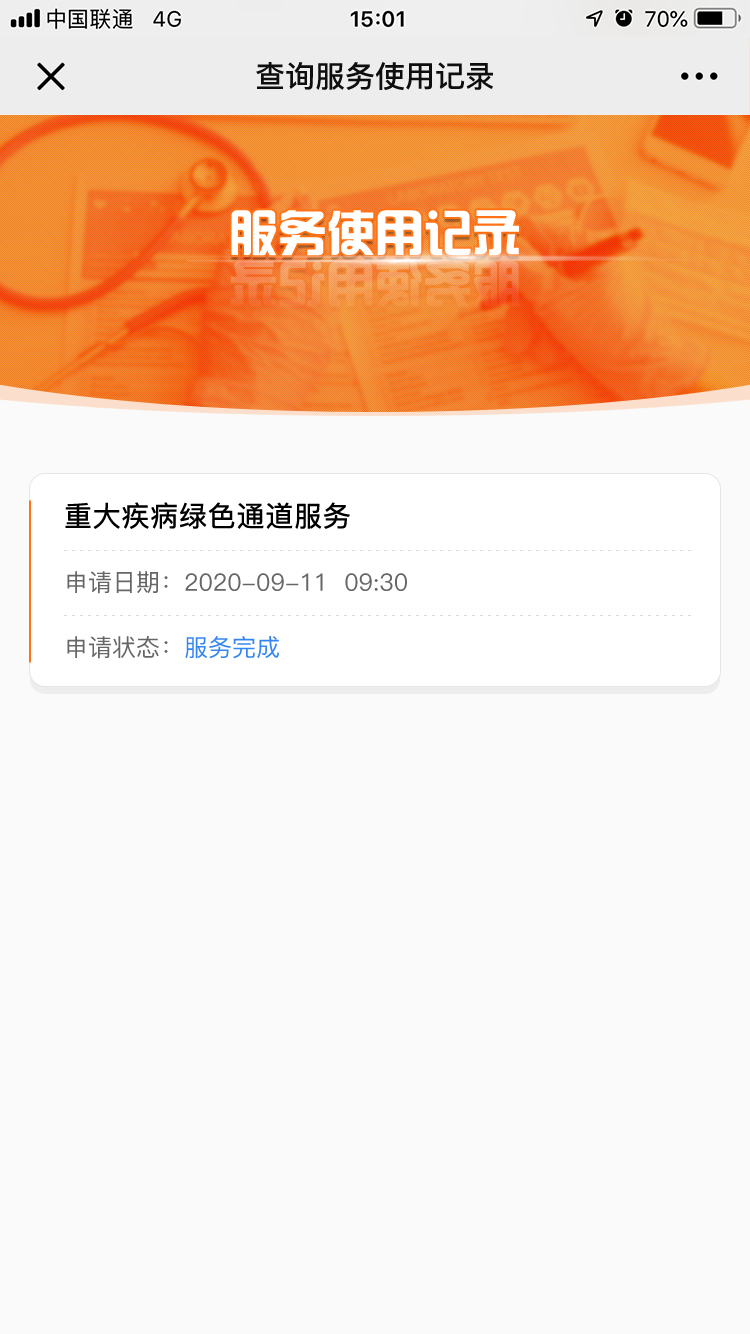 中国联通 4G 15:01 70%
查询服务使用记录
服务使用记录
重大疾病绿色通道服务
申请日期：2020-09-11 09:30
申请状态：服务完成